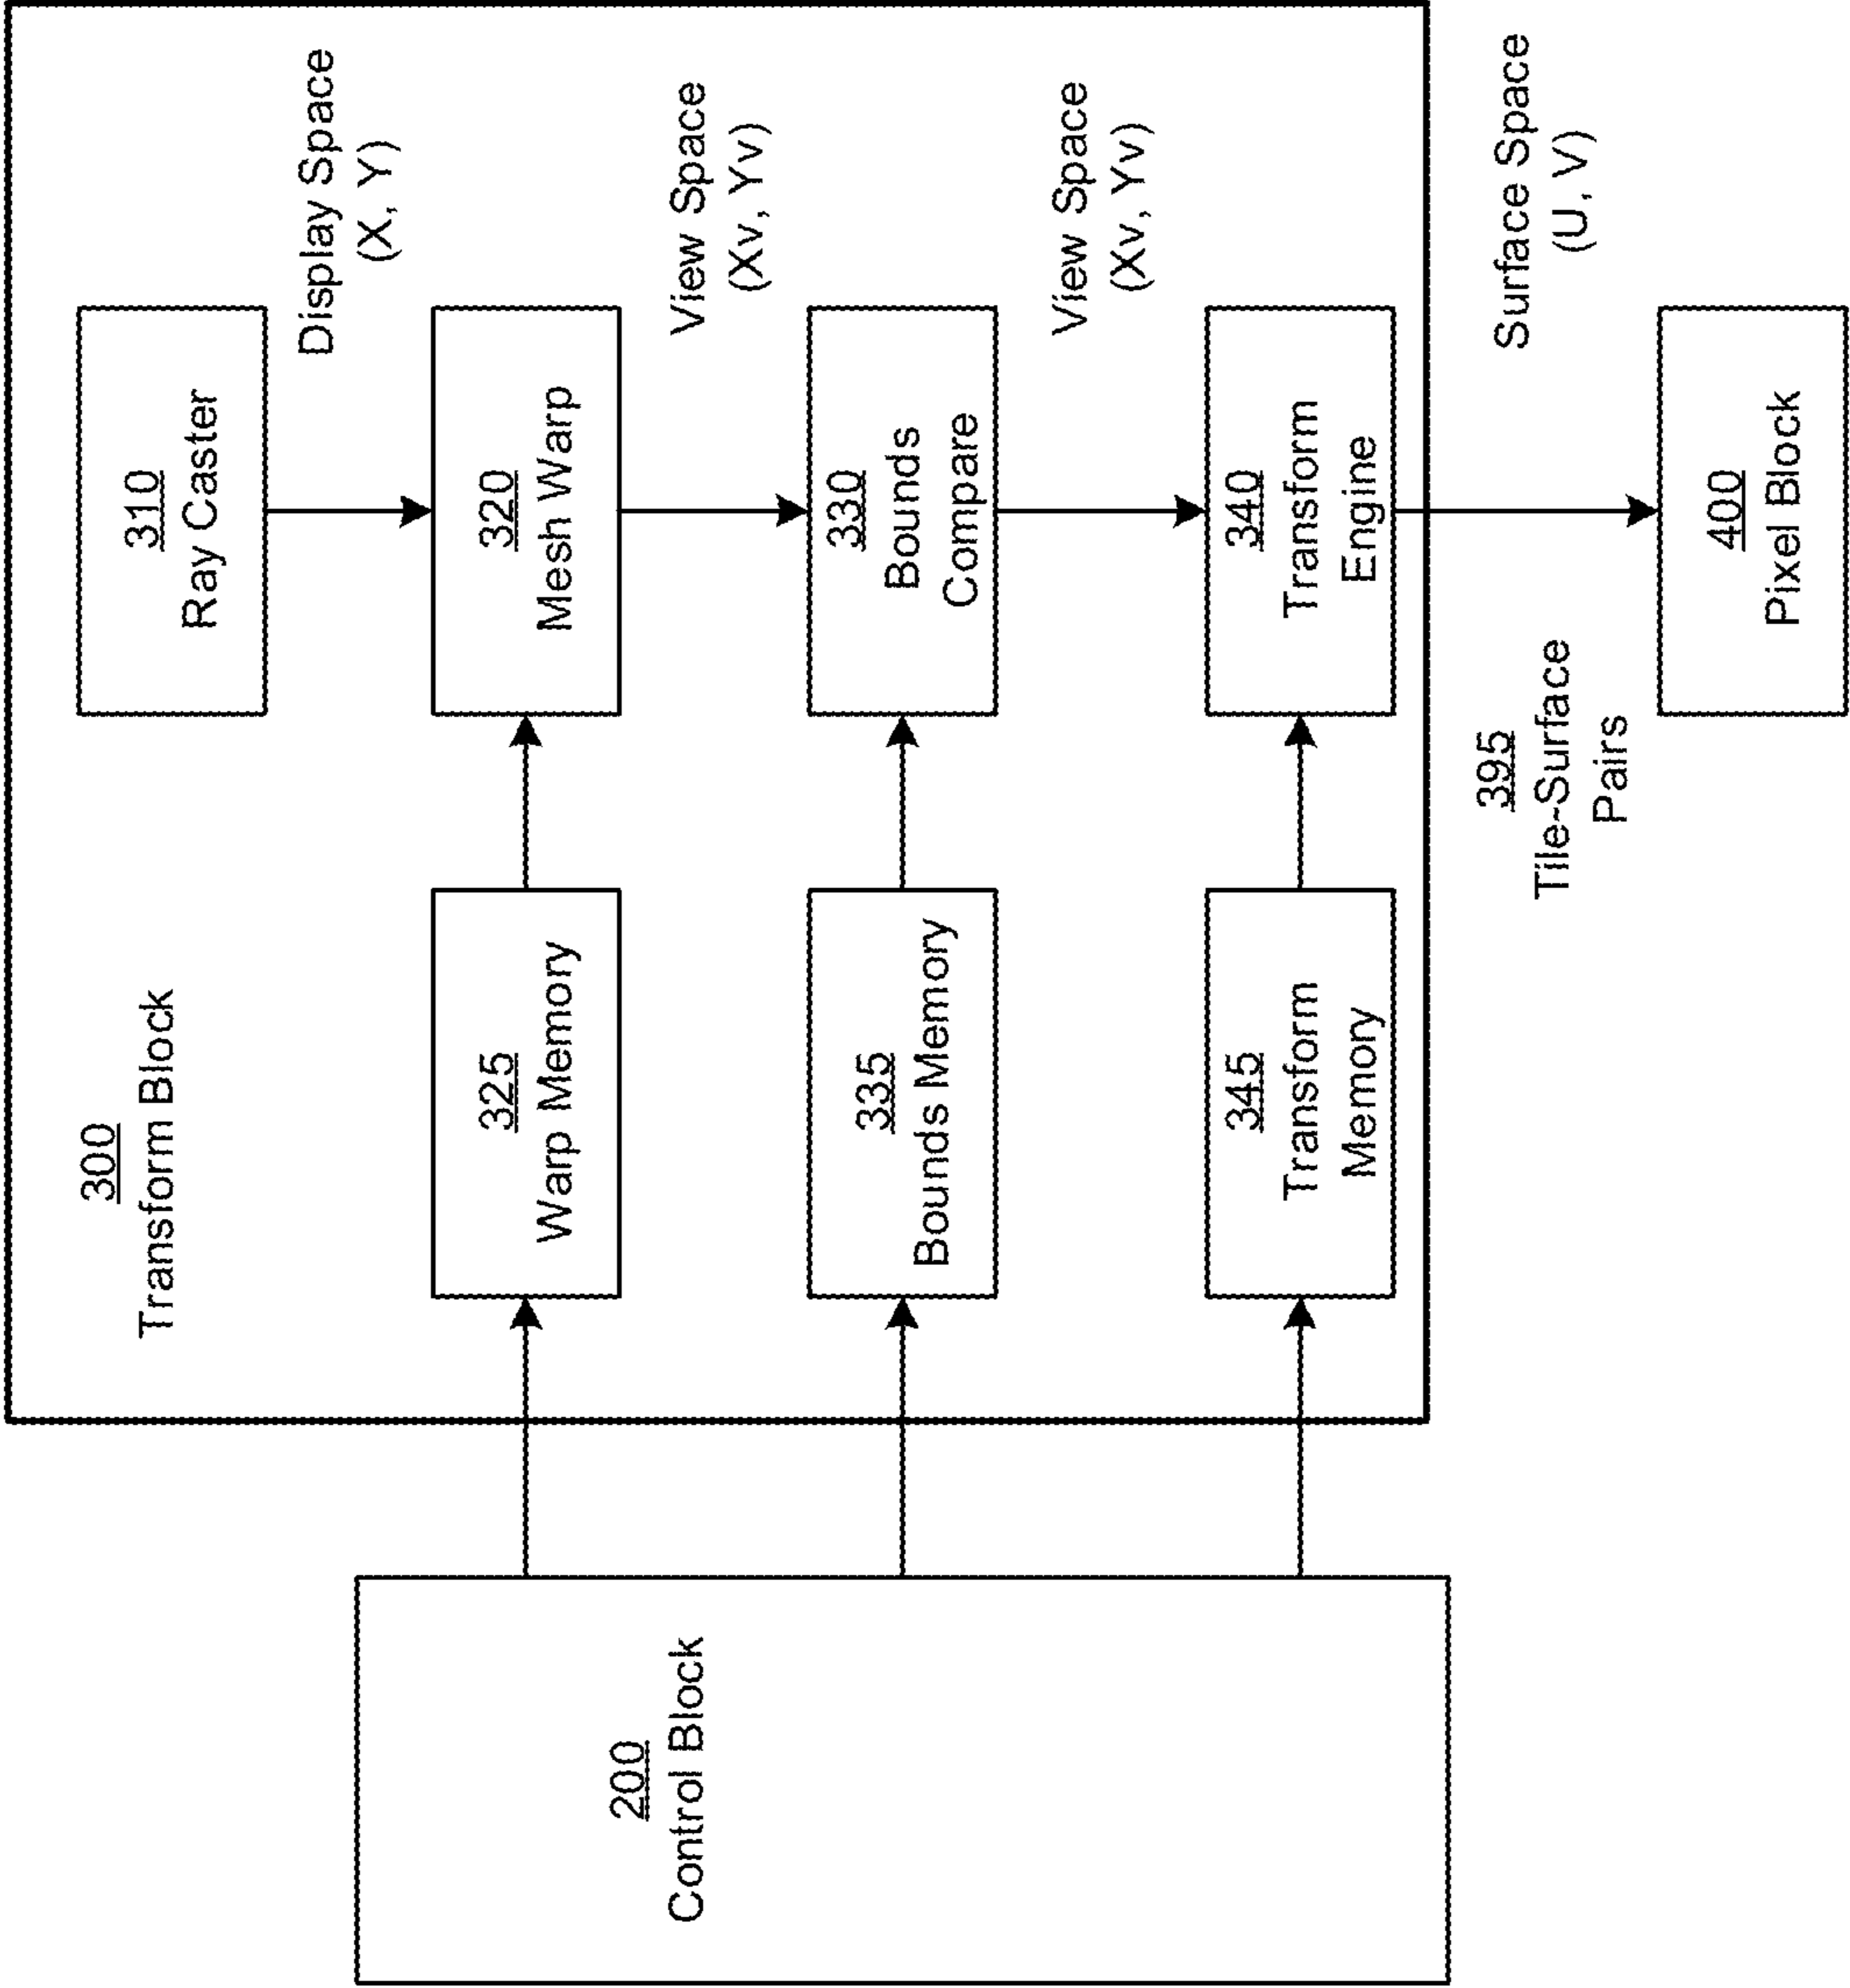 300
Transform Block
310
Ray Caster
Display Space
(X, Y)
325
Warp Memory
320
Mesh Warp
View Space
(Xv, Yv)
200
Control Block
335
Bounds Memory
330
Bounds
Compare
View Space
(Xv, Yv)
345
Transform
Memory
340
Transform
Engine
395
Tile-Surface
Pairs
Surface Space
(U, V)
400
Pixel Block